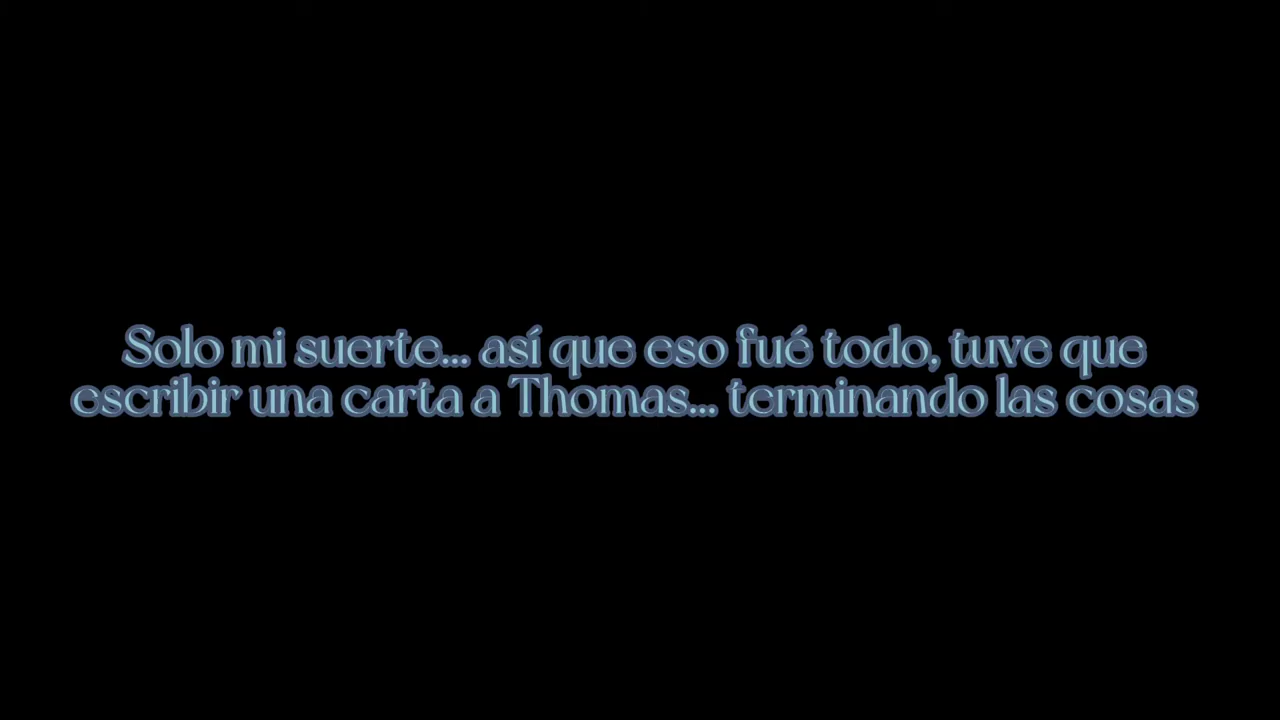 Solo mi suerte... así que eso fué todo, tuve que
escribir una carta a Thomas... terminando las cosas